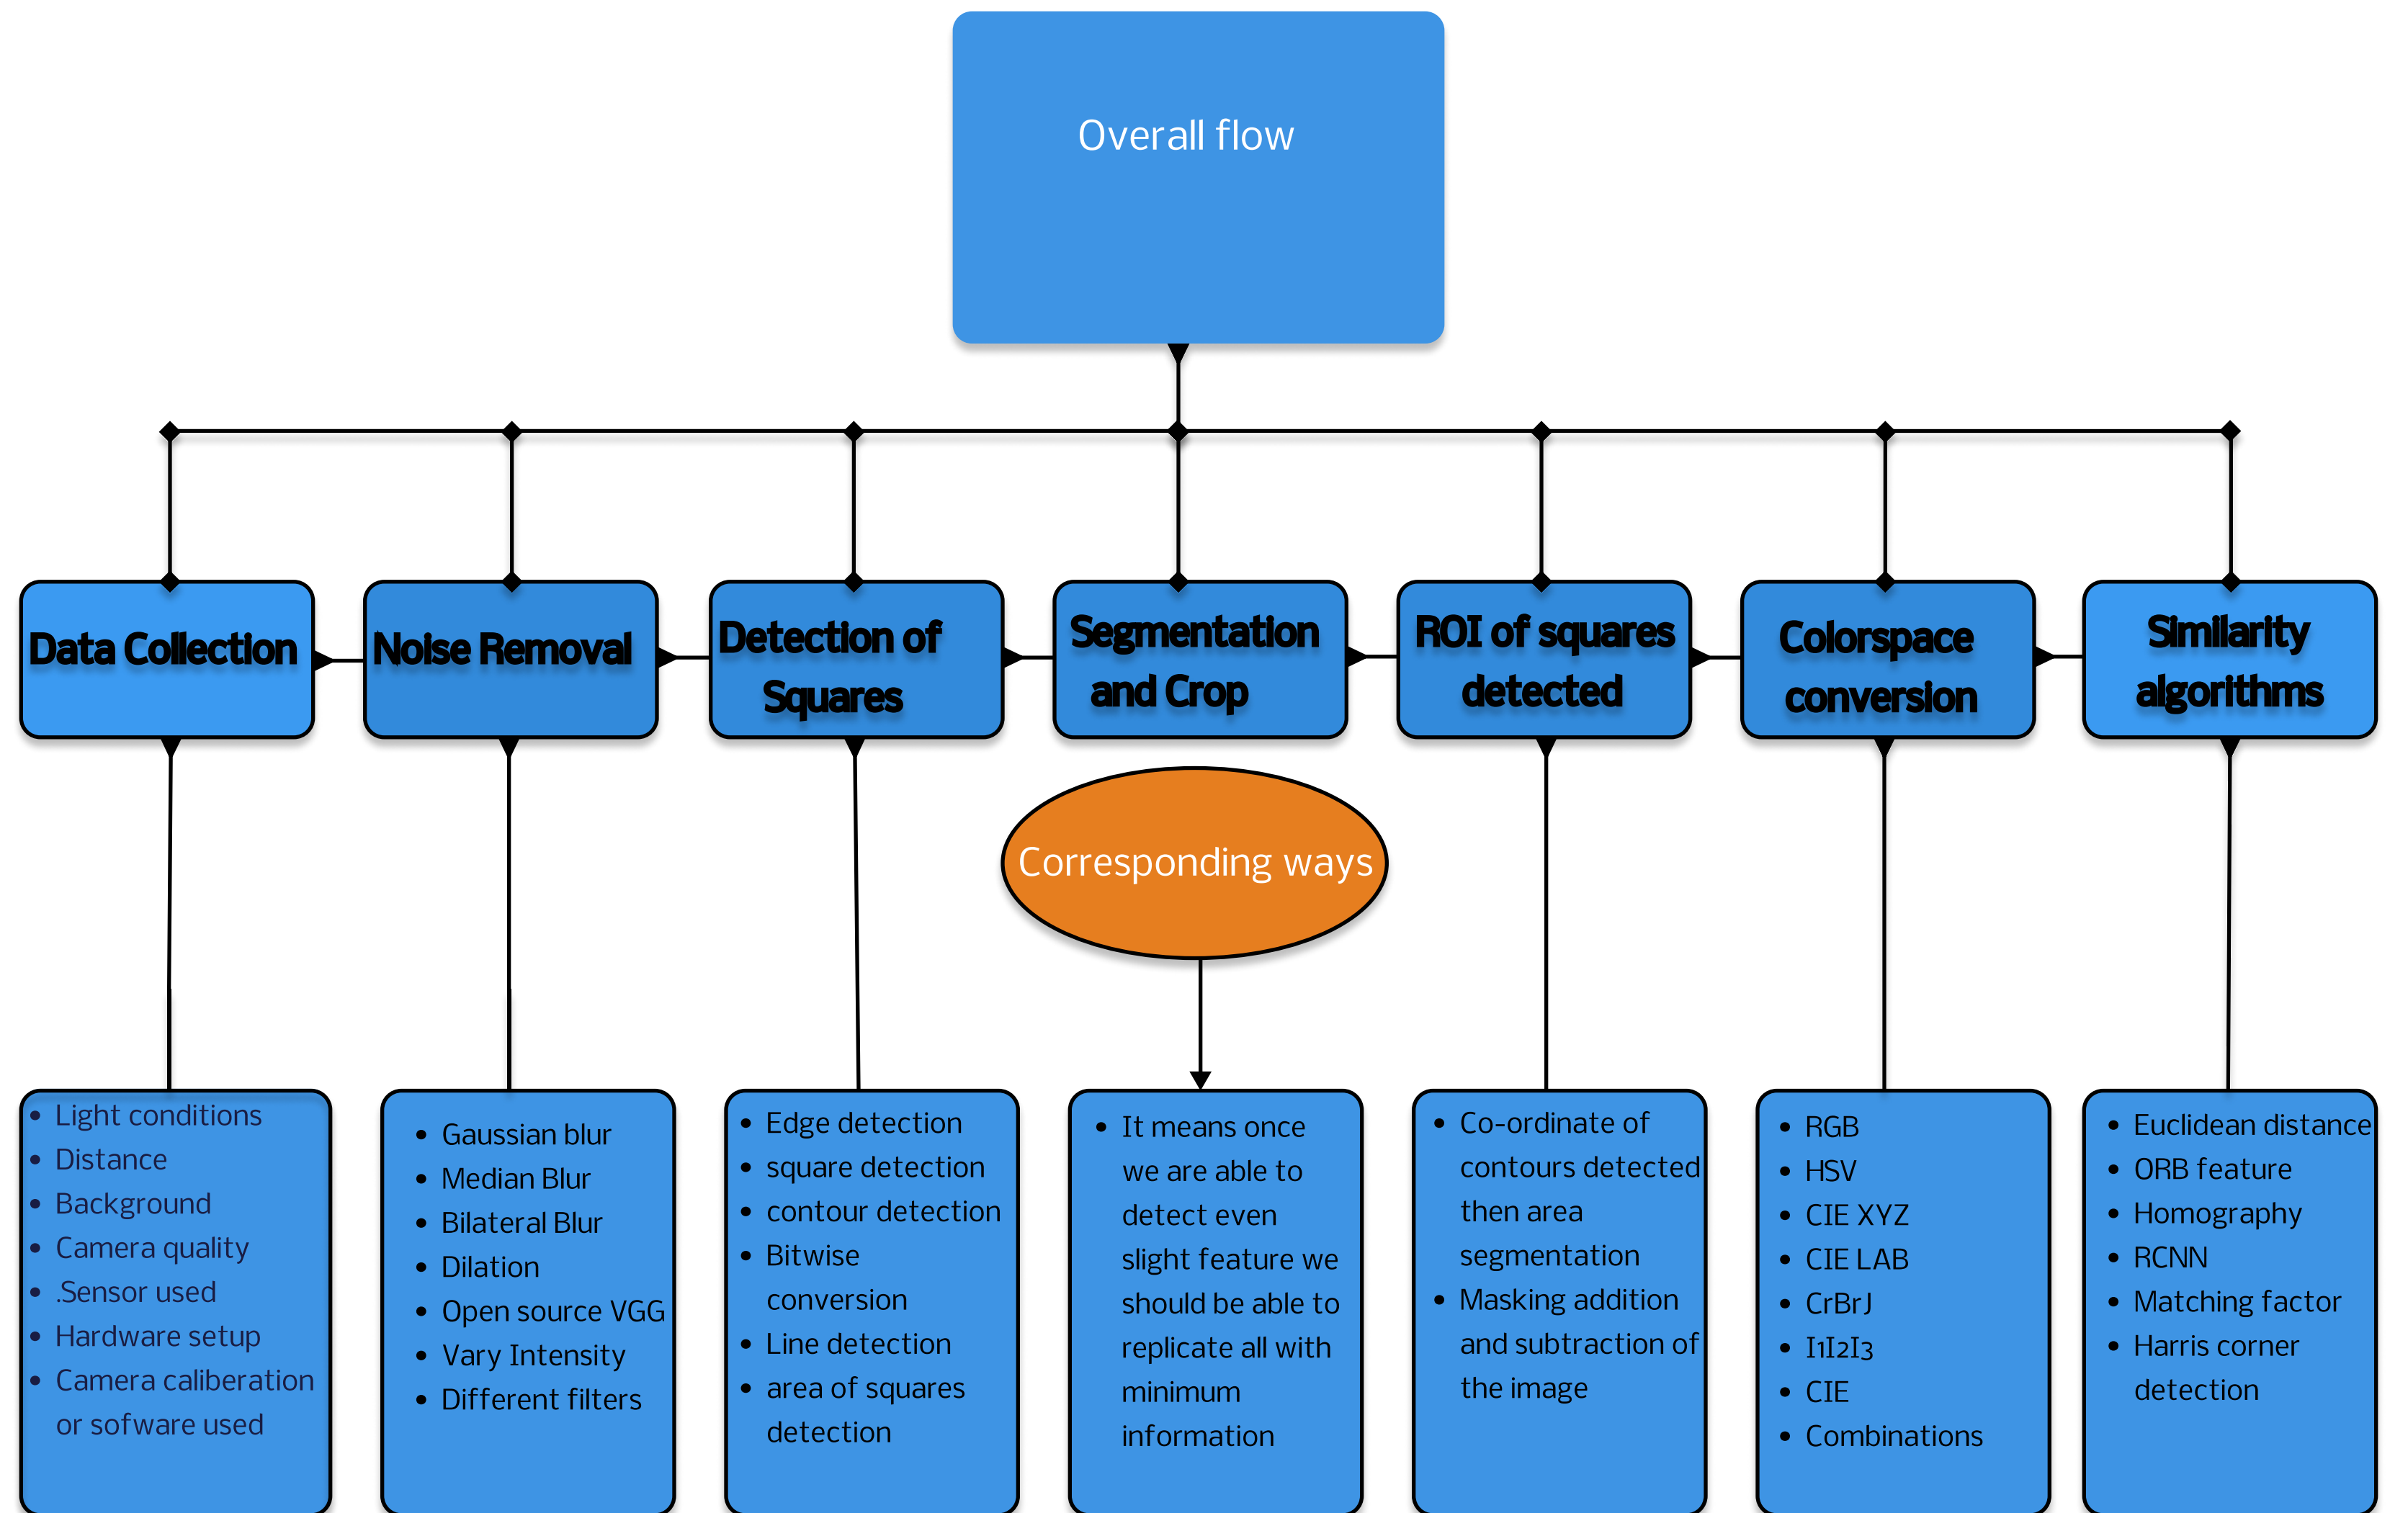 Overall flow
Data Collection
Noise Removal
Detection of
Squares
Segmentation
and Crop
ROI of squares
detected
Colorspace
conversion
Similarity
algorithms
Corresponding ways
• Light conditions
• Distance
• Background
• Camera quality
• .Sensor used
• Hardware setup
• Camera caliberation
or sofware used
• Gaussian blur
• Median Blur
• Bilateral Blur
• Dilation
• Open source VGG
• Vary Intensity
• Different filters
• Edge detection
• square detection
• contour detection
• Bitwise
conversion
• Line detection
• area of squares
detection
• It means once
we are able to
detect even
slight feature we
should be able to
replicate all with
minimum
information
• Co-ordinate of
contours detected
then area
segmentation
• Masking addition
and subtraction of
the image
• RGB
• HSV
• CIE XYZ
• CIE LAB
• CrBrJ
• I1I2I3
• CIE
• Combinations
• Euclidean distance
• ORB feature
• Homography
• RCNN
• Matching factor
• Harris corner
detection